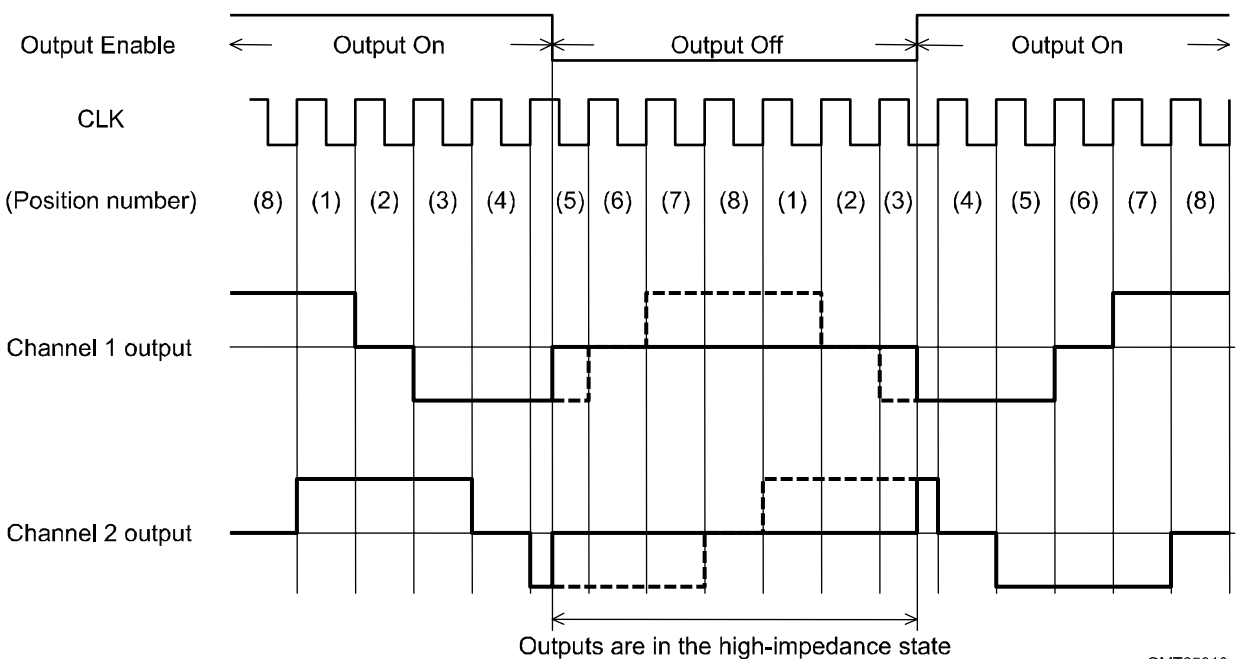 Output Enable Output On Output Off Output On
CLK
(Position number) (8) (1) (2) (3) (4) (5) (6) (7) (8) (1) (2) (3) (4) (5) (6) (7) (8)
Channel 1 output
Channel 2 output
Outputs are in the high-impedance state